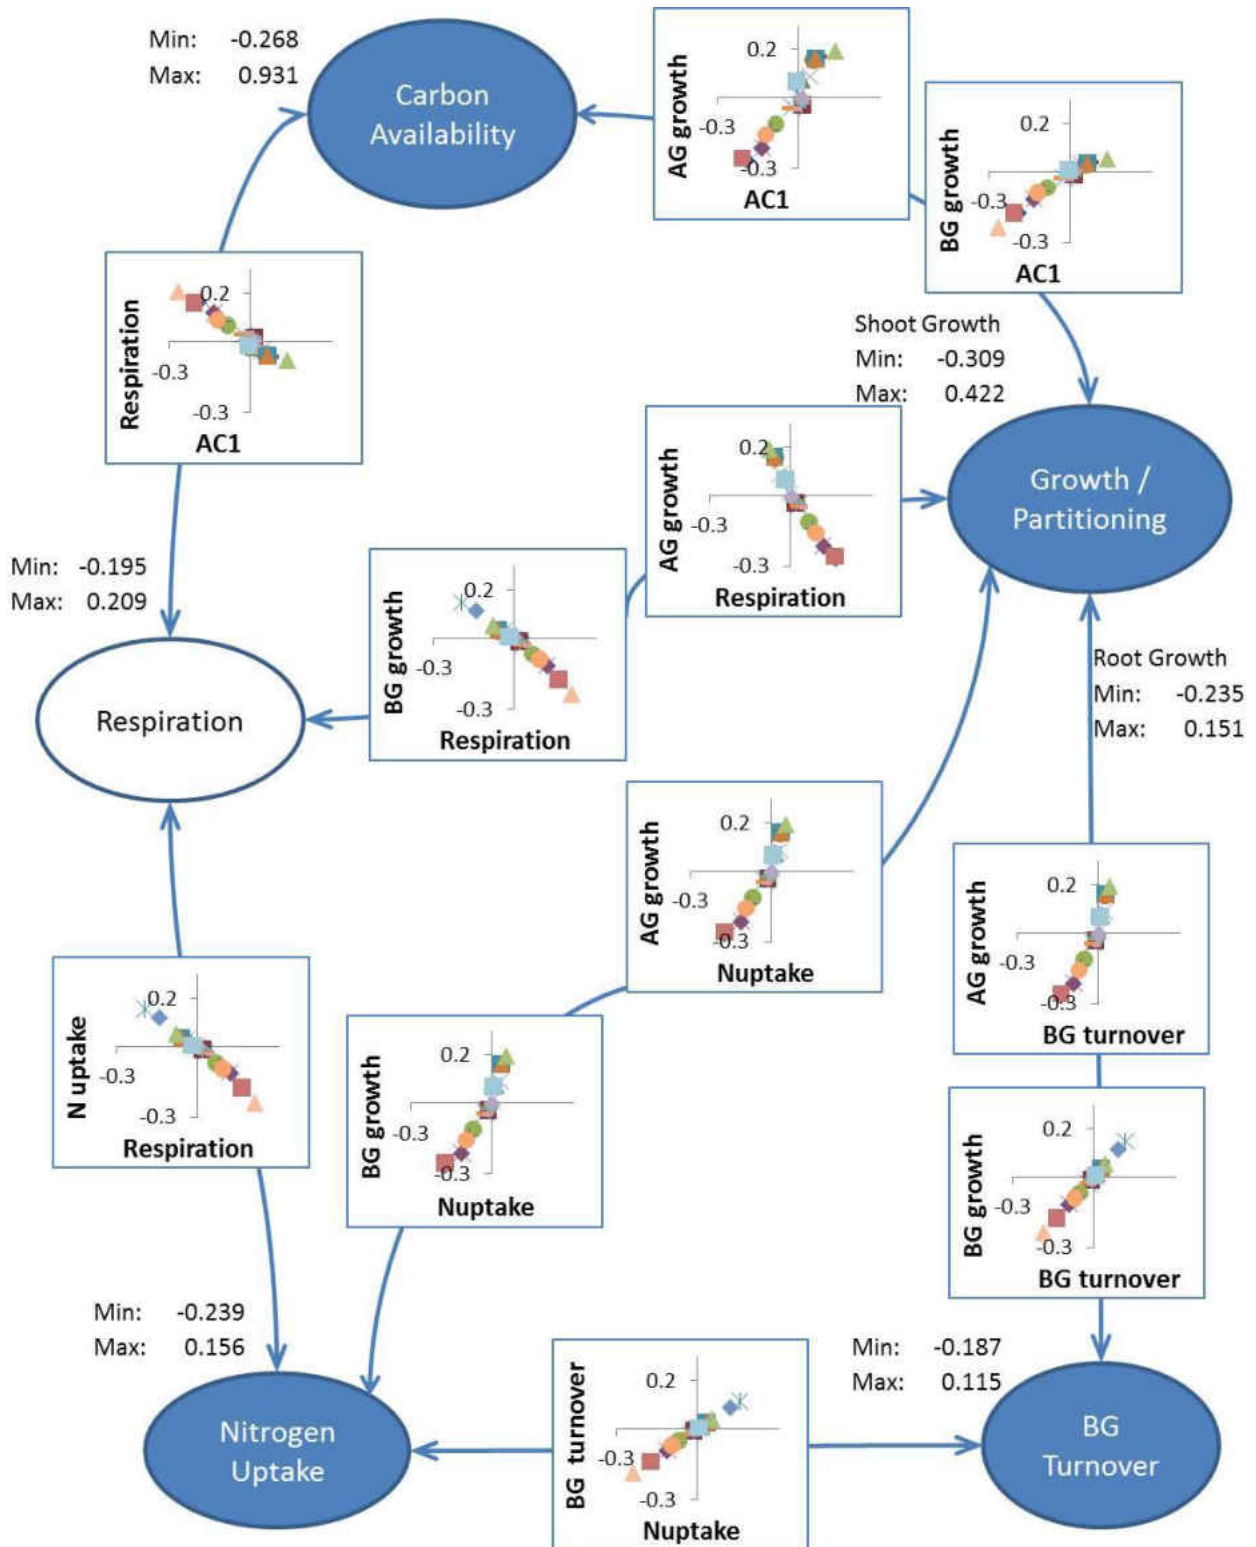 Min: -0.268
Max: 0.931
Carbon
Availability
0.2
AG growth
-0.3
-0.3
AC1
0.2
BG growth
-0.3
-0.3
AC1
0.2
Respiration
-0.3
-0.3
AC1
Shoot Growth
Min: -0.309
Max: 0.422
0.2
AG growth
-0.3
-0.3
Respiration
Growth /
Partitioning
Min: -0.195
Max: 0.209
0.2
BG growth
-0.3
-0.3
Respiration
Respiration
Root Growth
Min: -0.235
Max: 0.151
0.2
AG growth
-0.3
-0.3
Nuptake
0.2
AG growth
-0.3
-0.3
BG turnover
0.2
N uptake
-0.3
-0.3
Respiration
0.2
BG growth
-0.3
-0.3
Nuptake
0.2
BG growth
-0.3
-0.3
BG turnover
Min: -0.239
Max: 0.156
Nitrogen
Uptake
0.2
BG turnover
-0.3
-0.3
Nuptake
Min: -0.187
Max: 0.115
BG
Turnover